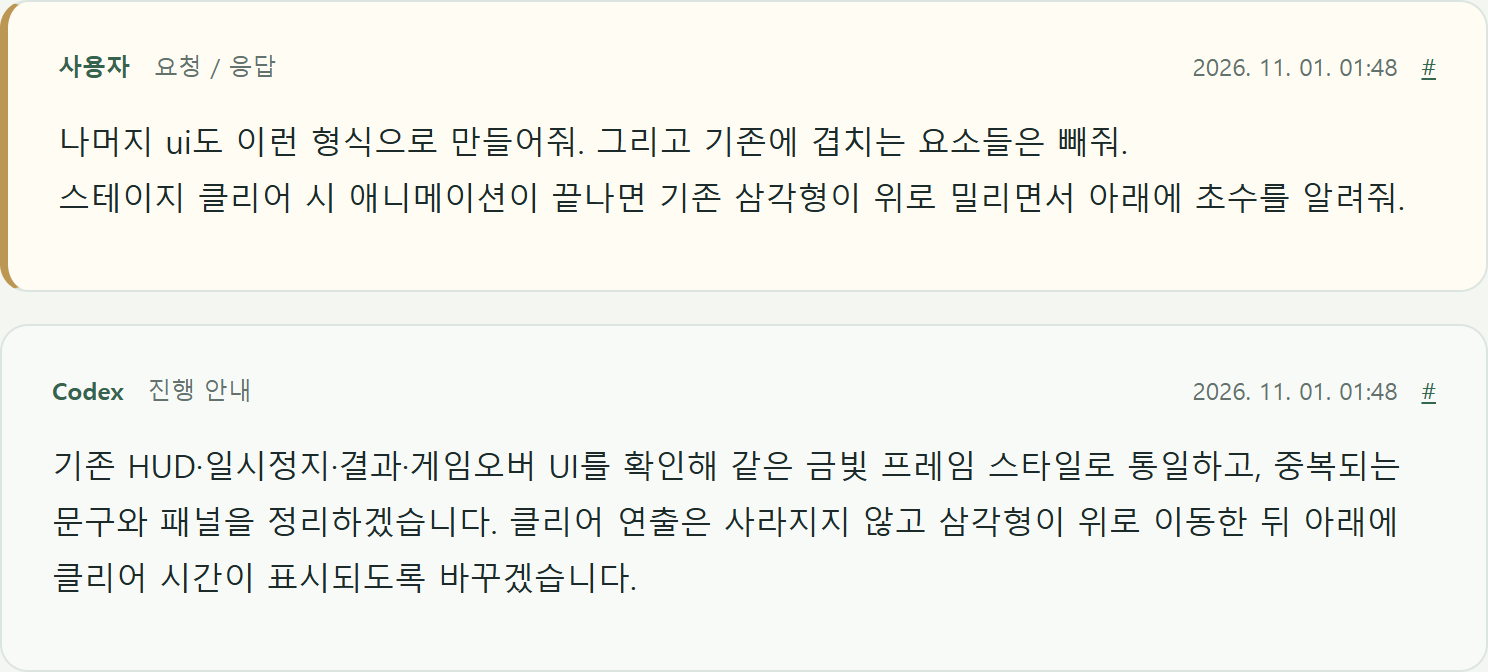 사용자 요청 / 응답 2026. 11. 01. 01:48 #
나머지 ui도 이런 형식으로 만들어줘. 그리고 기존에 겹치는 요소들은 빼줘.
스테이지 클리어 시 애니메이션이 끝나면 기존 삼각형이 위로 밀리면서 아래에 초수를 알려줘.
Codex 진행 안내 2026. 11. 01. 01:48 #
기존 HUD·일시정지·결과·게임오버 UI를 확인해 같은 금빛 프레임 스타일로 통일하고, 중복되는
문구와 패널을 정리하겠습니다. 클리어 연출은 사라지지 않고 삼각형이 위로 이동한 뒤 아래에
클리어 시간이 표시되도록 바꾸겠습니다.